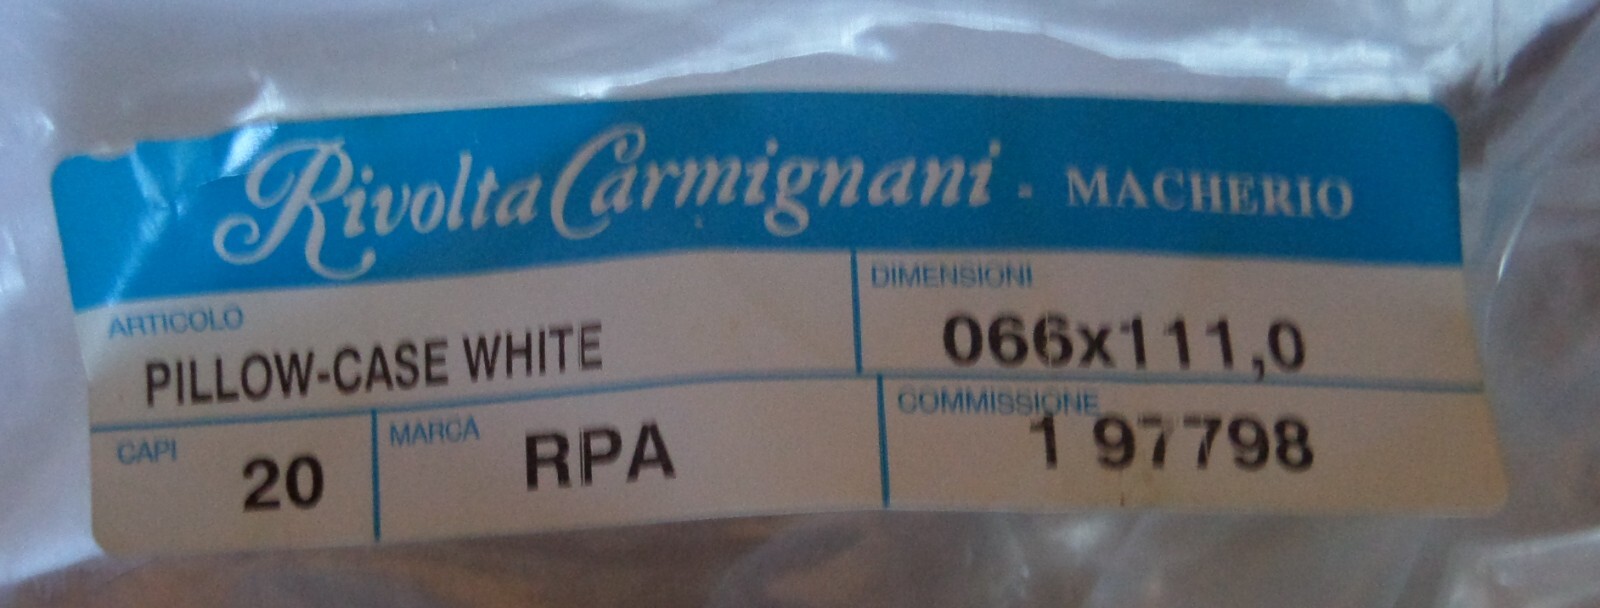 Rivolta Carmignani - MACHERIO
ARTICOLO
PILLOW-CASE WHITE
DIMENSIONI
066x111,0
CAPI
20
MARCA
RPA
COMMISSIONE
1 97798